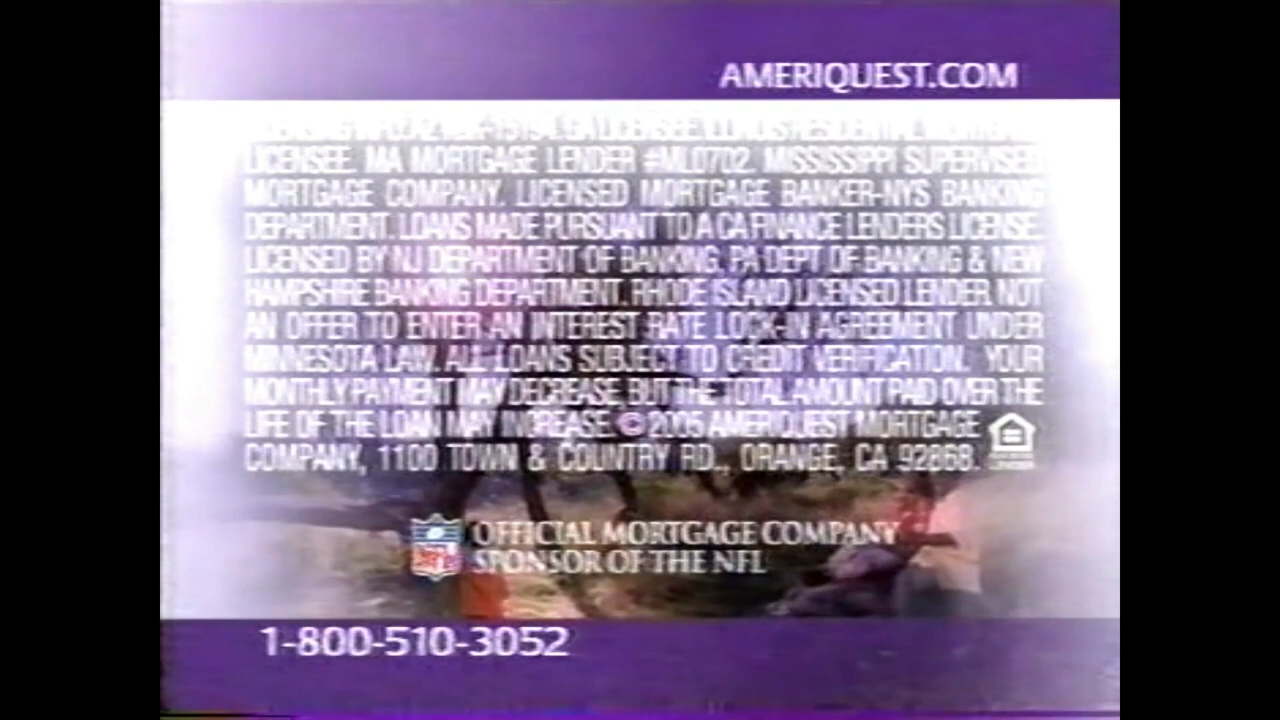 AMERIQUEST.COM
LICENSEE, ILLINOIS RESIDENTIAL
LICENSEE. MA MORTGAGE LENDER #ML0702. MISSISSIPPI SUPERVISED
MORTGAGE COMPANY. LICENSED MORTGAGE BANKER-NYS BANKING
DEPARTMENT. LOANS MADE PURSUANT TO A CA FINANCE LENDERS LICENSE.
LICENSED BY NJ DEPARTMENT OF BANKING, PA DEPT OF BANKING & NEW
HAMPSHIRE BANKING DEPARTMENT. RHODE ISLAND LICENSED LENDER. NOT
AN OFFER TO ENTER AN INTEREST RATE LOCK-IN AGREEMENT UNDER
MINNESOTA LAW. ALL LOANS SUBJECT TO CREDIT VERIFICATION. YOUR
MONTHLY PAYMENT MAY DECREASE, BUT THE TOTAL AMOUNT PAID OVER THE
LIFE OF THE LOAN MAY INCREASE. © 2005 AMERIQUEST MORTGAGE
COMPANY, 1100 TOWN & COUNTRY RD., ORANGE, CA 92868.
NFL
OFFICIAL MORTGAGE COMPANY
SPONSOR OF THE NFL
1-800-510-3052